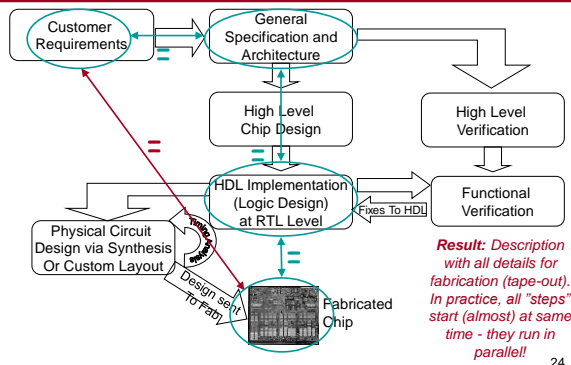 Customer
Requirements
General
Specification and
Architecture
=
High Level
Chip Design
High Level
Verification
=
=
HDL Implementation
(Logic Design)
at RTL Level
Fixes To HDL
Functional
Verification
Physical Circuit
Design via Synthesis
Or Custom Layout
Timing Analysis
=
Design sent
To Fab
Fabricated
Chip
Result: Description
with all details for
fabrication (tape-out).
In practice, all "steps"
start (almost) at same
time - they run in
parallel!
24